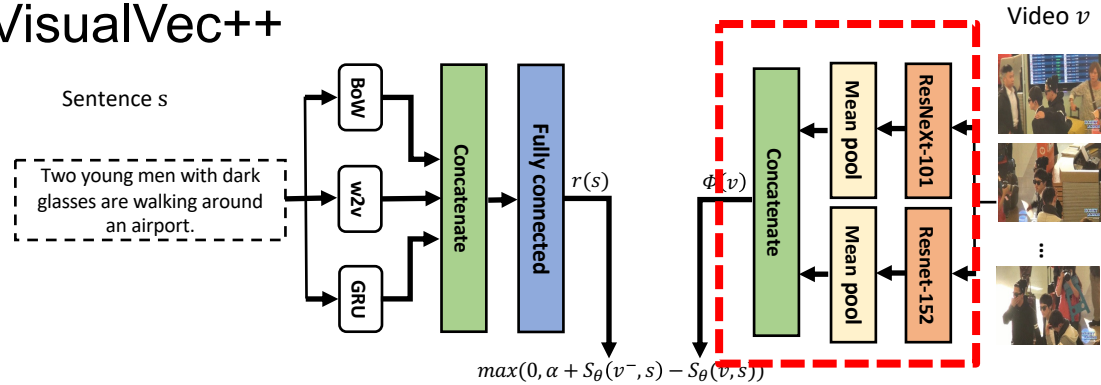 VisualVec++
Video v
Sentence s
Two young men with dark
glasses are walking around
an airport.
BoW
w2v
GRU
Concatenate
Fully connected
r(s)
Φ(v)
Concatenate
Mean pool
Mean pool
ResNeXt-101
Resnet-152
...
max(0, α + S_θ(v⁻, s) − S_θ(v, s))